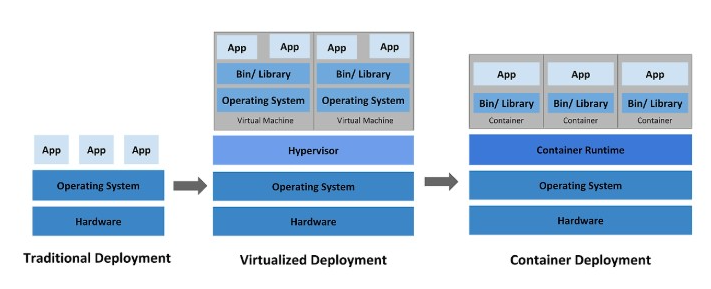 App App App
Operating System
Hardware
Traditional Deployment
App App App App
Bin/ Library Bin/ Library
Operating System Operating System
Virtual Machine Virtual Machine
Hypervisor
Operating System
Hardware
Virtualized Deployment
App App App
Bin/ Library Bin/ Library Bin/ Library
Container Container Container
Container Runtime
Operating System
Hardware
Container Deployment